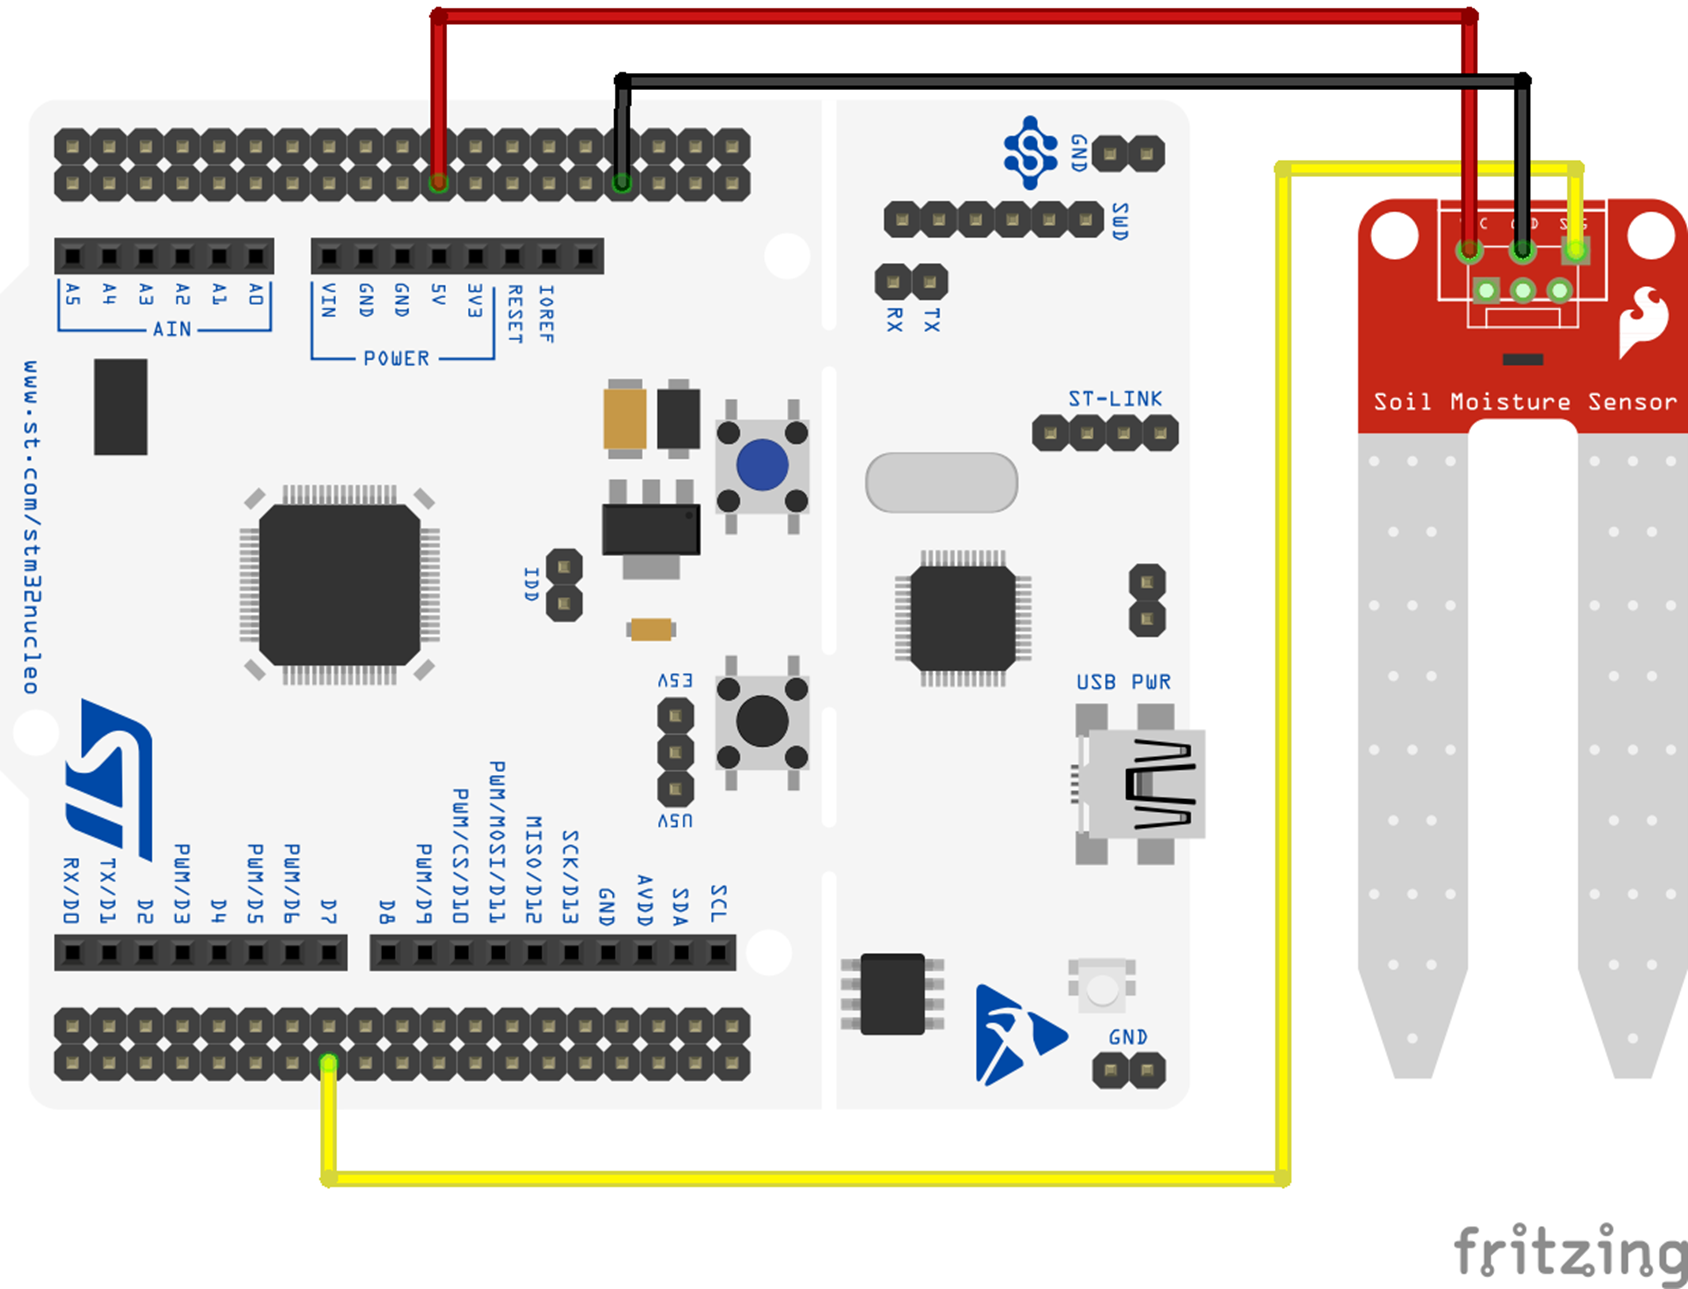 GND
SWD
RX
TX
A5
A4
A3
A2
A1
A0
AIN
VIN
GND
GND
5V
3V3
RESET
IOREF
POWER
www.st.com/stm32nucleo
ST-LINK
Soil Moisture Sensor
IDD
E5V
U5V
USB PWR
RX/D0
TX/D1
D2
PWM/D3
D4
PWM/D5
PWM/D6
D7
D8
PWM/D9
PWM/CS/D10
PWM/MOSI/D11
MISO/D12
SCK/D13
GND
AVDD
SDA
SCL
GND
fritzing